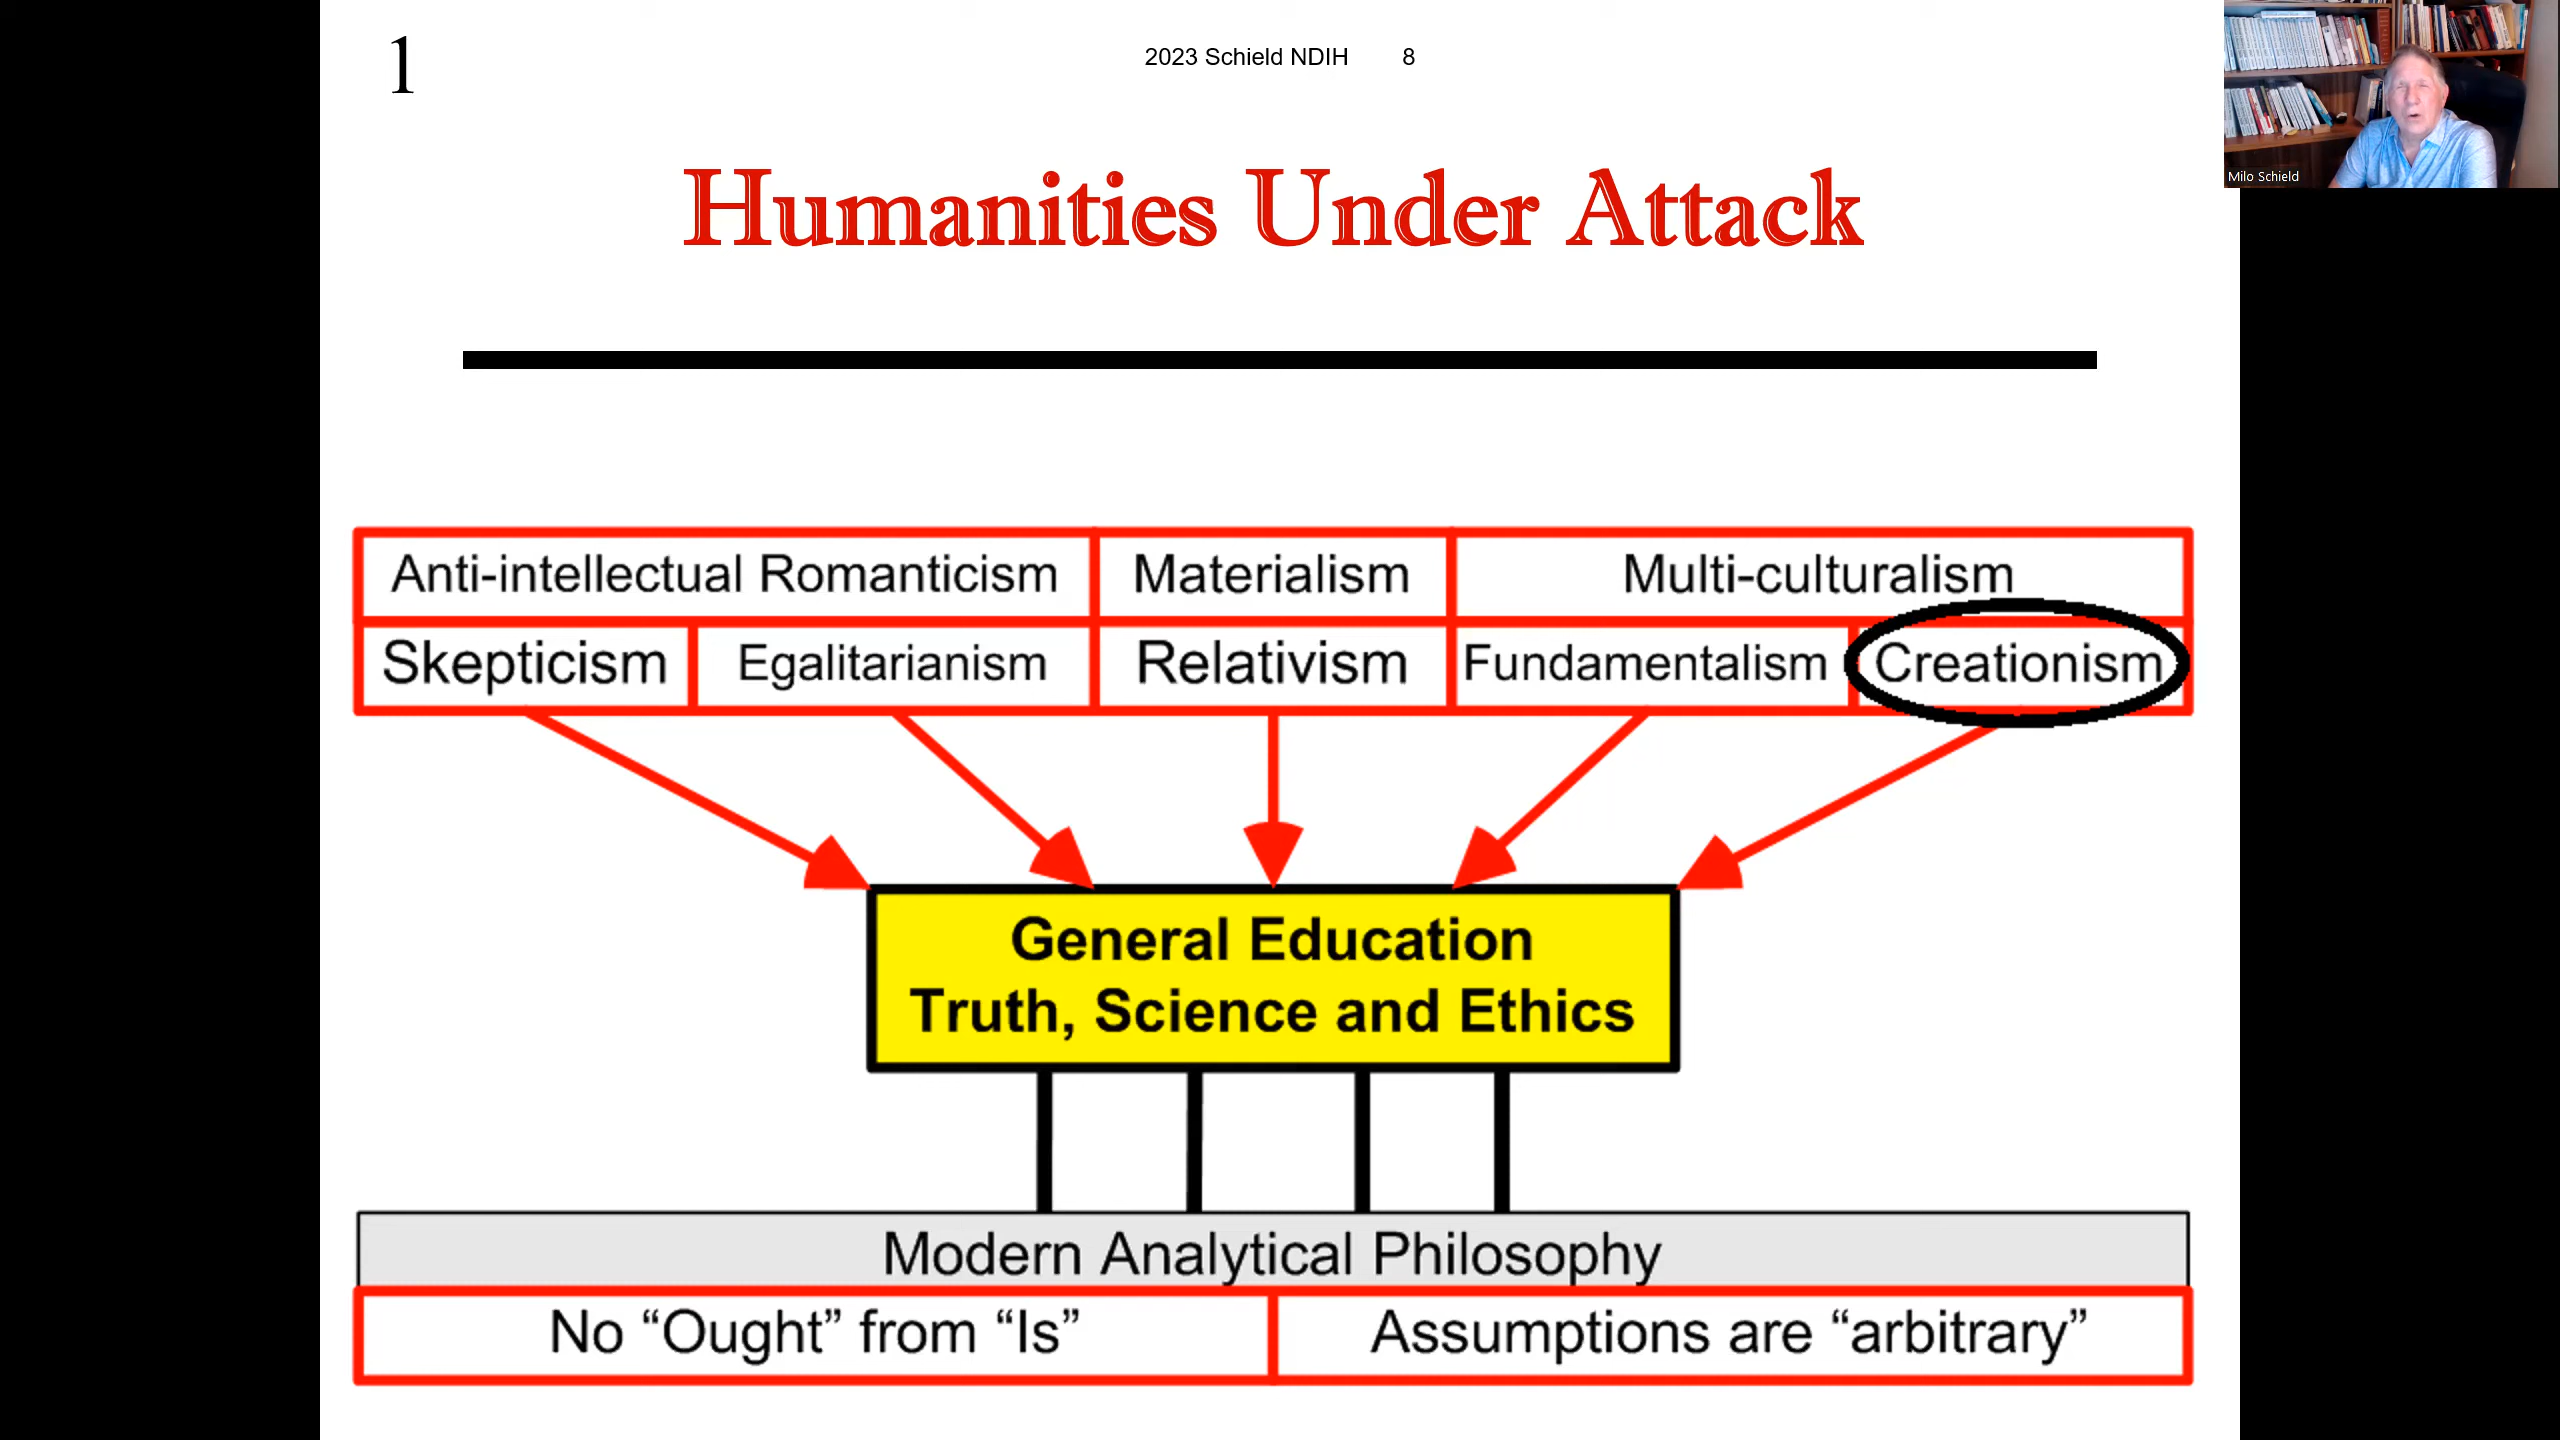 1
2023 Schield NDIH 8
Milo Schield
Humanities Under Attack
Anti-intellectual Romanticism Materialism Multi-culturalism
Skepticism Egalitarianism Relativism Fundamentalism Creationism
General Education
Truth, Science and Ethics
Modern Analytical Philosophy
No “Ought” from “Is” Assumptions are “arbitrary”